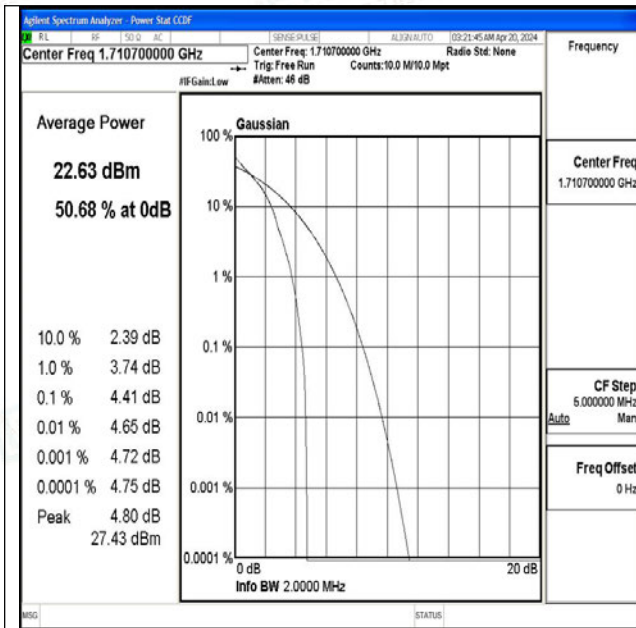 Agilent Spectrum Analyzer - Power Stat CCDF
RL RF 50 Ω AC SENSE:PULSE ALIGNAUTO 03:21:45 AM Apr 20, 2024
Center Freq 1.710700000 GHz
Center Freq: 1.710700000 GHz Radio Std: None
Trig: Free Run Counts:10.0 M/10.0 Mpt
#IFGain:Low #Atten: 46 dB
Frequency
Average Power
22.63 dBm
50.68 % at 0dB
10.0 % 2.39 dB
1.0 % 3.74 dB
0.1 % 4.41 dB
0.01 % 4.65 dB
0.001 % 4.72 dB
0.0001 % 4.75 dB
Peak 4.80 dB
27.43 dBm
Gaussian
100 %
10 %
1 %
0.1 %
0.01 %
0.001 %
0.0001 %
0 dB 20 dB
Info BW 2.0000 MHz
Center Freq
1.710700000 GHz
CF Step
5.000000 MHz
Auto Man
Freq Offset
0 Hz
MSG STATUS